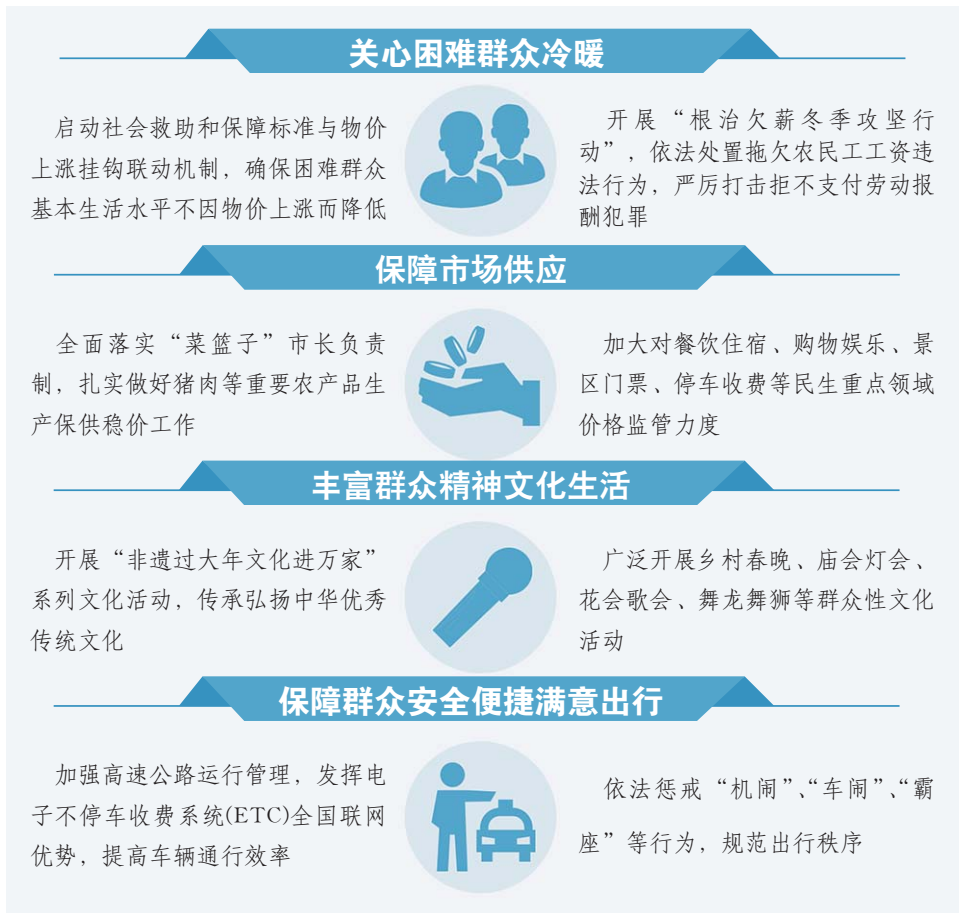 关心困难群众冷暖
启动社会救助和保障标准与物价
上涨挂钩联动机制，确保困难群众
基本生活水平不因物价上涨而降低
开展“根治欠薪冬季攻坚行
动”，依法处置拖欠农民工工资违
法行为，严厉打击拒不支付劳动报
酬犯罪
保障市场供应
全面落实“菜篮子”市长负责
制，扎实做好猪肉等重要农产品生
产保供稳价工作
加大对餐饮住宿、购物娱乐、景
区门票、停车收费等民生重点领域
价格监管力度
丰富群众精神文化生活
开展“非遗过大年文化进万家”
系列文化活动，传承弘扬中华优秀
传统文化
广泛开展乡村春晚、庙会灯会、
花会歌会、舞龙舞狮等群众性文化
活动
保障群众安全便捷满意出行
加强高速公路运行管理，发挥电
子不停车收费系统(ETC)全国联网
优势，提高车辆通行效率
依法惩戒“机闹”、“车闹”、“霸
座”等行为，规范出行秩序